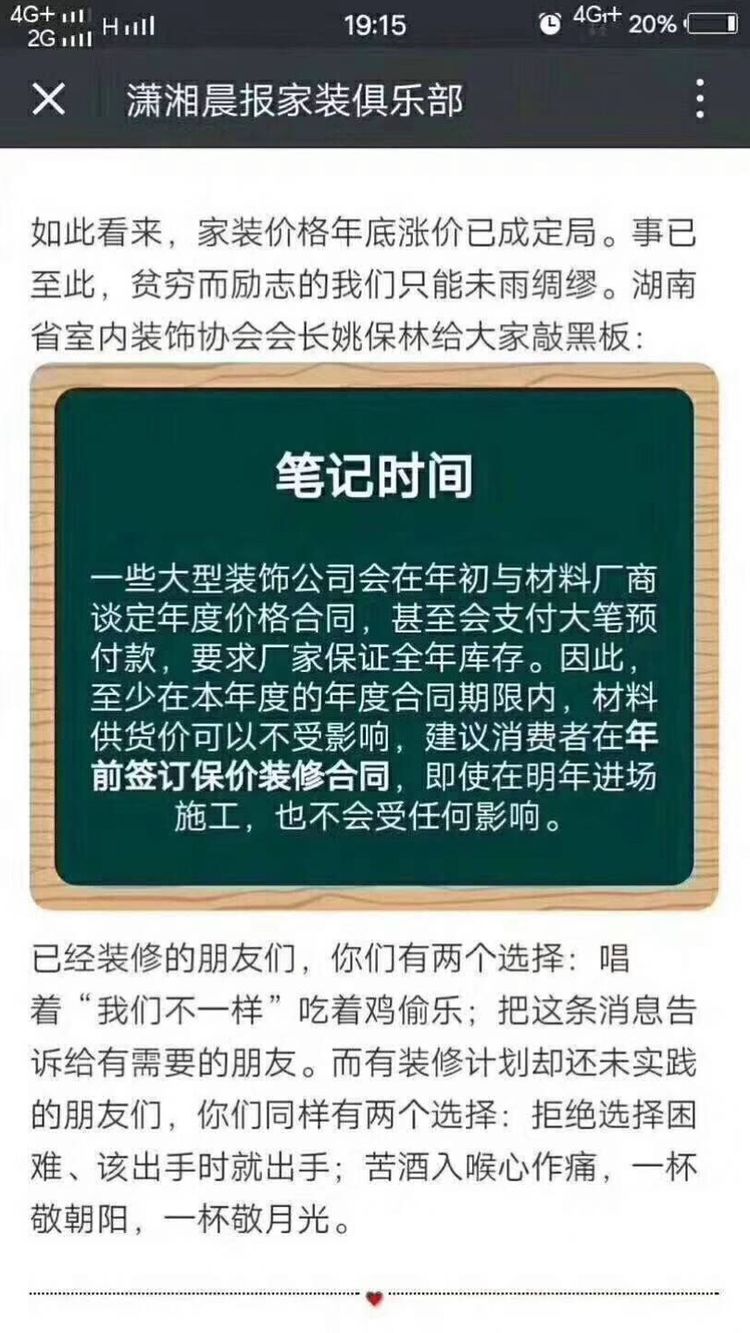 4G+ H 19:15 4G+ 20%
2G
潇湘晨报家装俱乐部
如此看来，家装价格年底涨价已成定局。事已
至此，贫穷而励志的我们只能未雨绸缪。湖南
省室内装饰协会会长姚保林给大家敲黑板：
笔记时间
一些大型装饰公司会在年初与材料厂商
谈定年度价格合同，甚至会支付大笔预
付款，要求厂家保证全年库存。因此，
至少在本年度的年度合同期限内，材料
供货价可以不受影响，建议消费者在年
前签订保价装修合同，即使在明年进场
施工，也不会受任何影响。
已经装修的朋友们，你们有两个选择：唱
着“我们不一样”吃着鸡偷乐；把这条消息告
诉给有需要的朋友。而有装修计划却还未实践
的朋友们，你们同样有两个选择：拒绝选择困
难、该出手时就出手；苦酒入喉心作痛，一杯
敬朝阳，一杯敬月光。